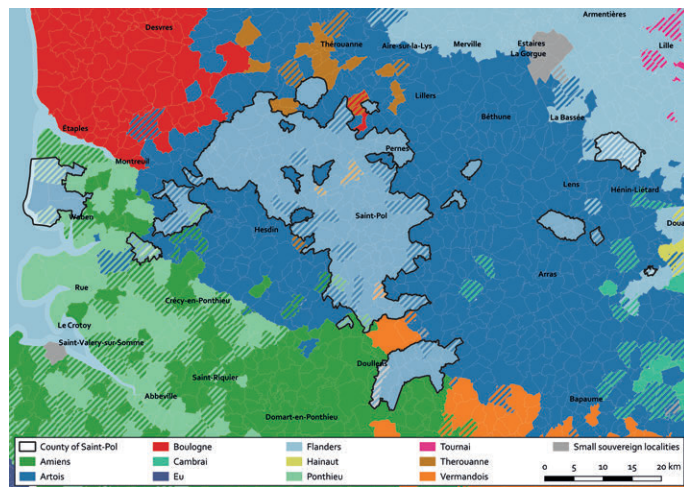 Desvres
Armentières
Thérouanne
Aire-sur-la-Lys
Merville
Estaires
La Gorgue
Lille
Lillers
Béthune
La Bassée
Étaples
Montreuil
Pernes
Lens
Hénin-Liétard
Saint-Pol
Waben
Hesdin
Doua
Arras
Rue
Crécy-en-Ponthieu
Le Crotoy
Saint-Valery-sur-Somme
Doullens
Saint-Riquier
Abbeville
Bapaume
Domart-en-Ponthieu
County of Saint-Pol
Boulogne
Flanders
Tournai
Small souvereign localities
Amiens
Cambrai
Hainaut
Therouanne
Artois
Eu
Ponthieu
Vermandois
0 5 10 15 20 km